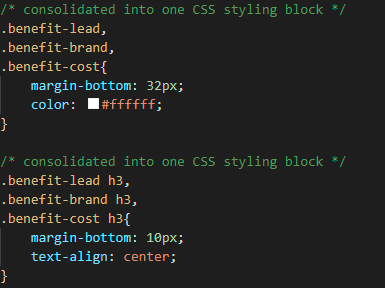 /* consolidated into one CSS styling block */
.benefit-lead,
.benefit-brand,
.benefit-cost{
    margin-bottom: 32px;
    color: #ffffff;
}

/* consolidated into one CSS styling block */
.benefit-lead h3,
.benefit-brand h3,
.benefit-cost h3{
    margin-bottom: 10px;
    text-align: center;
}